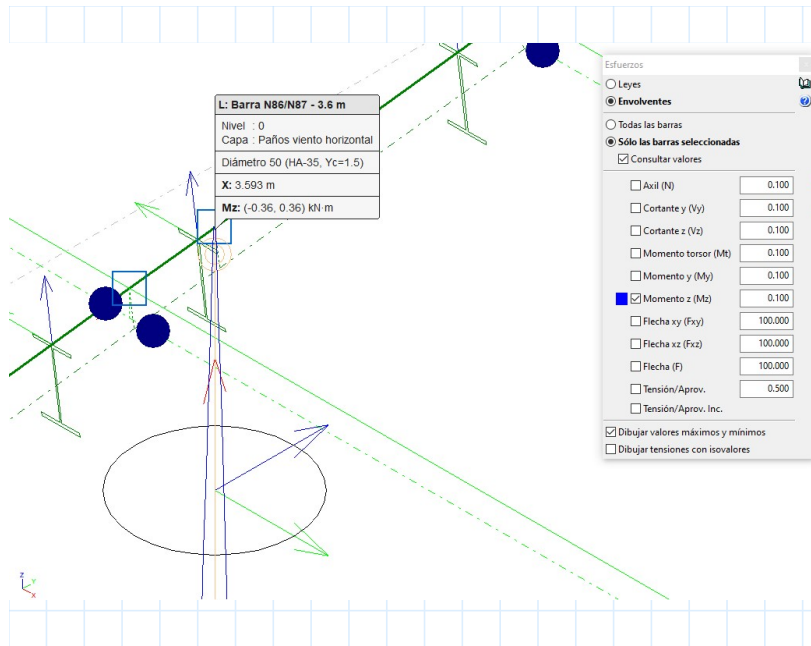 L: Barra N86/N87 - 3.6 m
Nivel : 0
Capa : Paños viento horizontal
Diámetro 50 (HA-35, Yc=1.5)
X: 3.593 m
Mz: (-0.36, 0.36) kN·m
Esfuerzos
Leyes
Envolventes
Todas las barras
Sólo las barras seleccionadas
Consultar valores
Axil (N) 0.100
Cortante y (Vy) 0.100
Cortante z (Vz) 0.100
Momento torsor (Mt) 0.100
Momento y (My) 0.100
Momento z (Mz) 0.100
Flecha xy (Fxy) 100.000
Flecha xz (Fxz) 100.000
Flecha (F) 100.000
Tensión/Aprov. 0.500
Tensión/Aprov. Inc.
Dibujar valores máximos y mínimos
Dibujar tensiones con isovalores
z
y
x